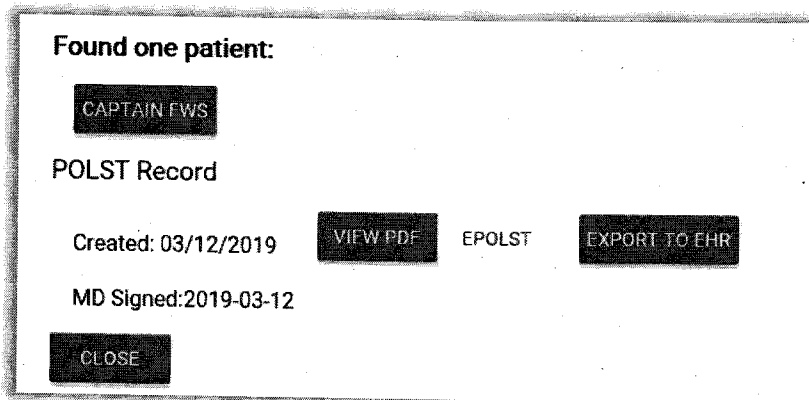 Found one patient:
CAPTAIN FWS
POLST Record
Created: 03/12/2019 VIEW PDF EPOLST EXPORT TO EHR
MD Signed:2019-03-12
CLOSE